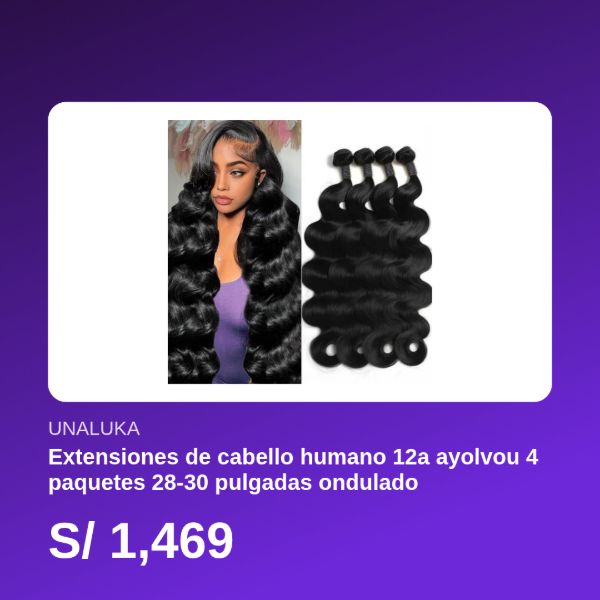 UNALUKA
Extensiones de cabello humano 12a ayolvou 4
paquetes 28-30 pulgadas ondulado
S/ 1,469